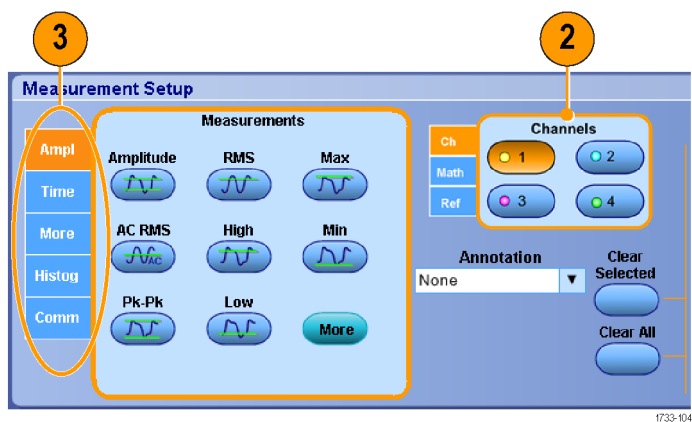 3
2
Measurement Setup
Measurements
Channels
Ampl
Time
More
Histog
Comm
Amplitude
RMS
Max
AC RMS
High
Min
AC
Pk-Pk
Low
More
Ch
Math
Ref
1
2
3
4
Annotation
None
Clear
Selected
Clear All
1733-104